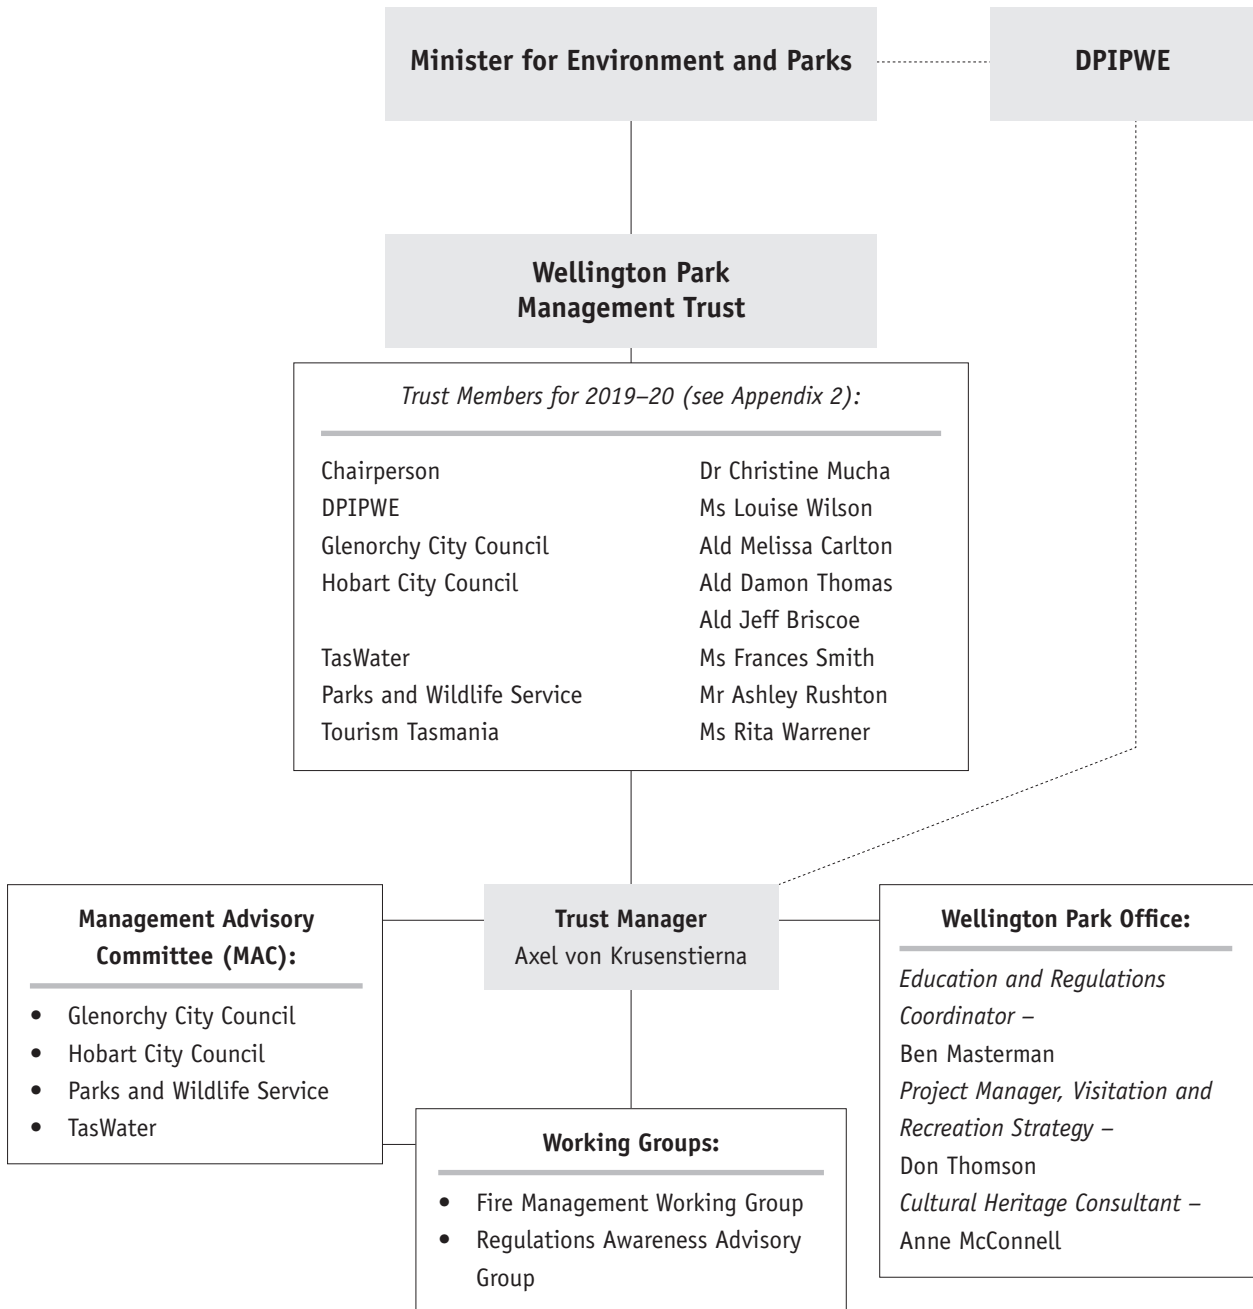 Minister for Environment and Parks
DPIPWE
Wellington Park
Management Trust
Trust Members for 2019–20 (see Appendix 2):
Chairperson Dr Christine Mucha
DPIPWE Ms Louise Wilson
Glenorchy City Council Ald Melissa Carlton
Hobart City Council Ald Damon Thomas
Ald Jeff Briscoe
TasWater Ms Frances Smith
Parks and Wildlife Service Mr Ashley Rushton
Tourism Tasmania Ms Rita Warrener
Management Advisory
Committee (MAC):
• Glenorchy City Council
• Hobart City Council
• Parks and Wildlife Service
• TasWater
Trust Manager
Axel von Krusenstierna
Wellington Park Office:
Education and Regulations
Coordinator –
Ben Masterman
Project Manager, Visitation and
Recreation Strategy –
Don Thomson
Cultural Heritage Consultant –
Anne McConnell
Working Groups:
• Fire Management Working Group
• Regulations Awareness Advisory
Group